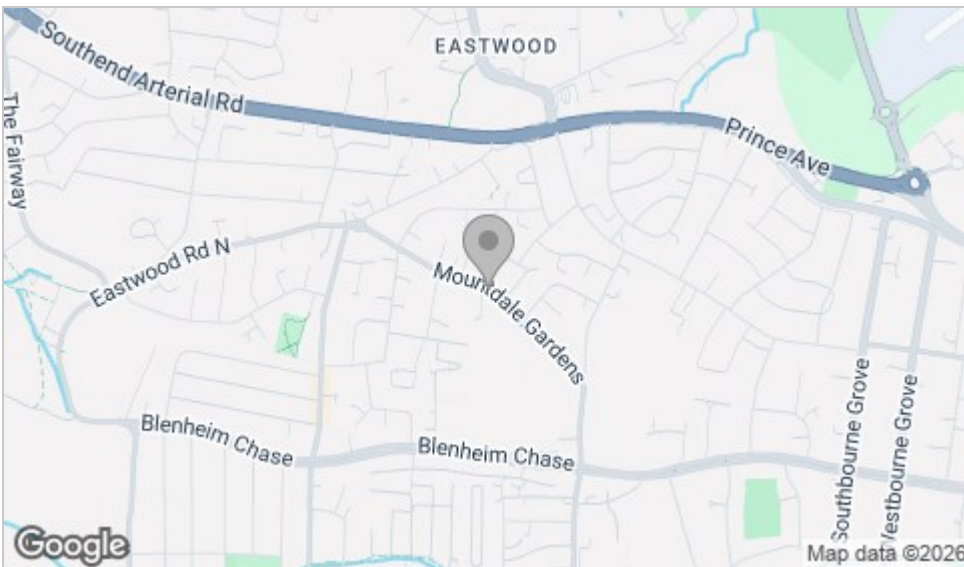 EASTWOOD
Southend Arterial Rd
Prince Ave
The Fairway
Eastwood Rd N
Mountdale Gardens
Blenheim Chase
Blenheim Chase
Southbourne Grove
Westbourne Grove
Google
Map data ©2026